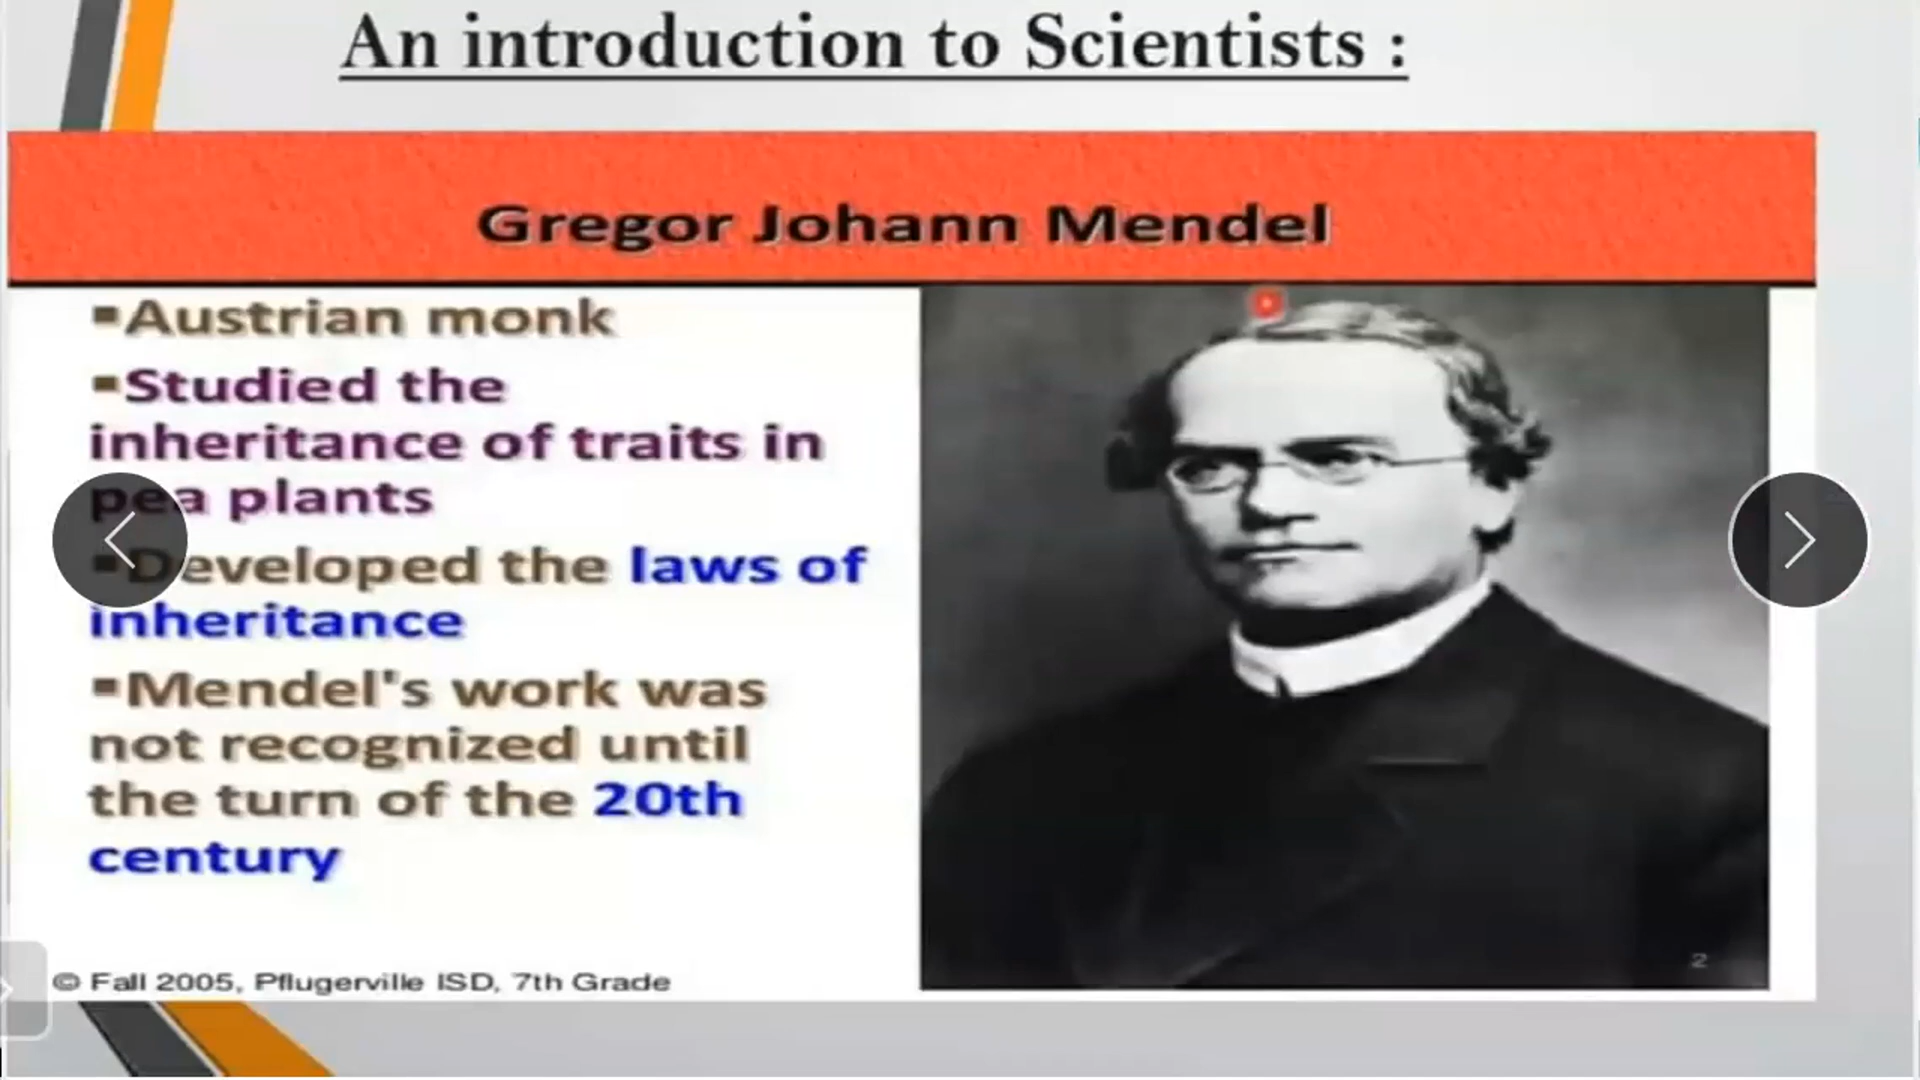 An introduction to Scientists :
Gregor Johann Mendel
▪Austrian monk
▪Studied the
inheritance of traits in
pea plants
▪Developed the laws of
inheritance
▪Mendel's work was
not recognized until
the turn of the 20th
century
© Fall 2005, Pflugerville ISD, 7th Grade
2